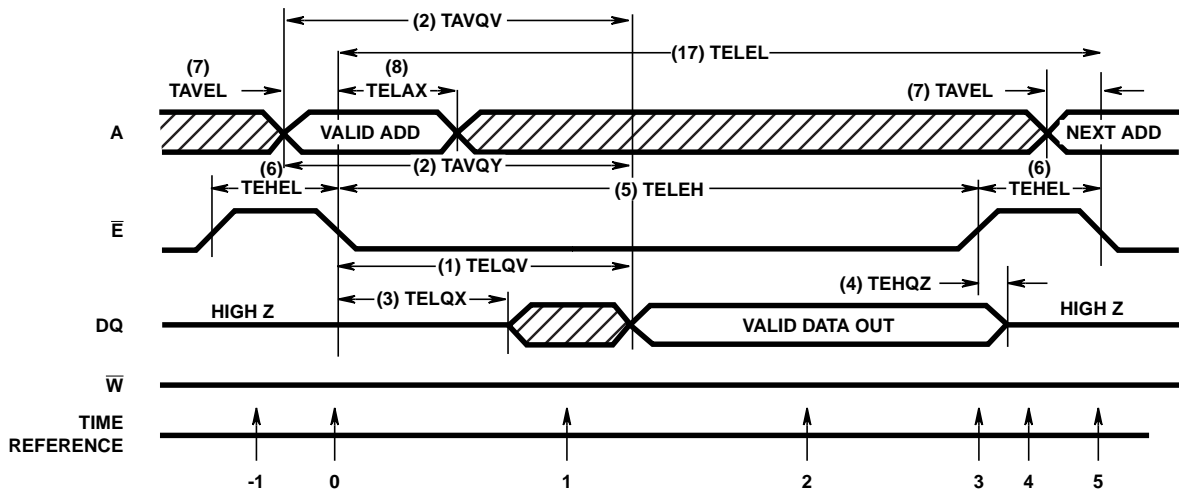 (2) TAVQV
(17) TELEL
(7)
TAVEL
(8)
TELAX
(7) TAVEL
A
VALID ADD
NEXT ADD
(2) TAVQY
(6)
TEHEL
(5) TELEH
(6)
TEHEL
E
(1) TELQV
(3) TELQX
(4) TEHQZ
HIGH Z
HIGH Z
DQ
VALID DATA OUT
W
TIME
REFERENCE
-1 0 1 2 3 4 5